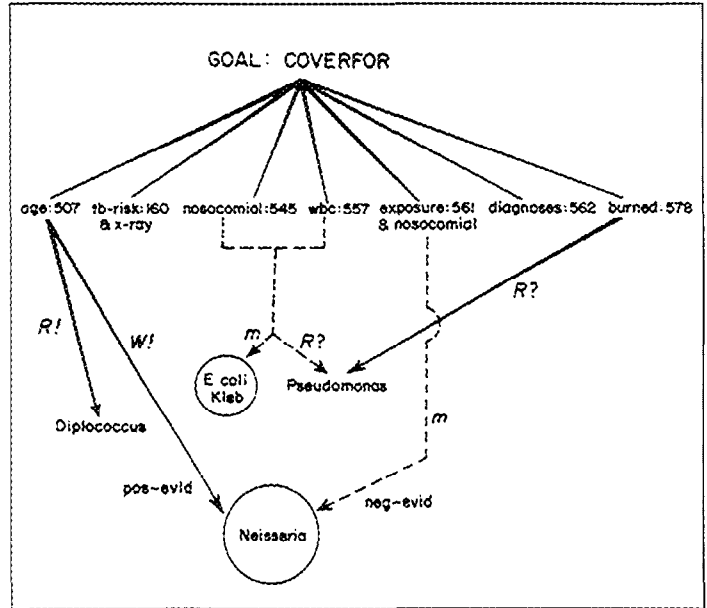 GOAL: COVERFOR
age:507 tb-risk:160 nosocomial:545 wbc:557 exposure:561 diagnoses:562 burned:578
& x-ray & nosocomial
R!
W!
R?
m
R?
E coli
Kleb
Pseudomonas
Diplococcus
m
pos-evid
neg-evid
Neisseria